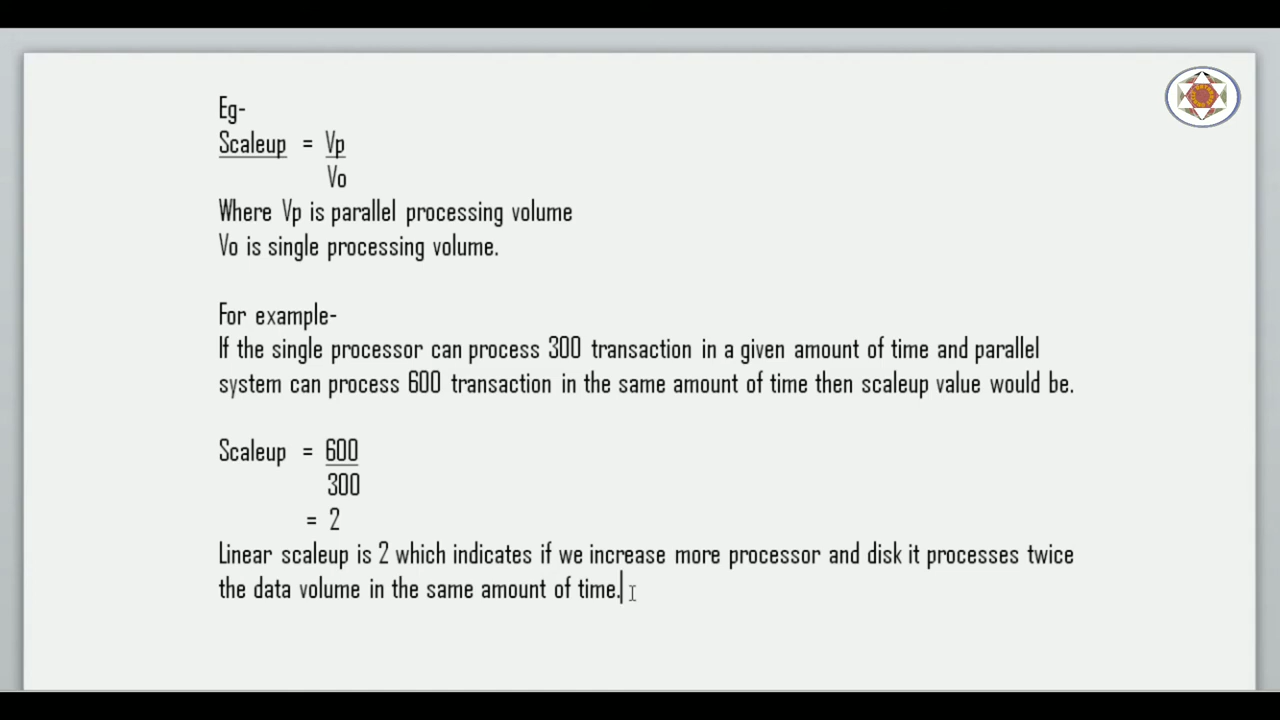 Eg-
Scaleup = Vp
Vo
Where Vp is parallel processing volume
Vo is single processing volume.
For example-
If the single processor can process 300 transaction in a given amount of time and parallel
system can process 600 transaction in the same amount of time then scaleup value would be.
Scaleup = 600
300
= 2
Linear scaleup is 2 which indicates if we increase more processor and disk it processes twice
the data volume in the same amount of time.